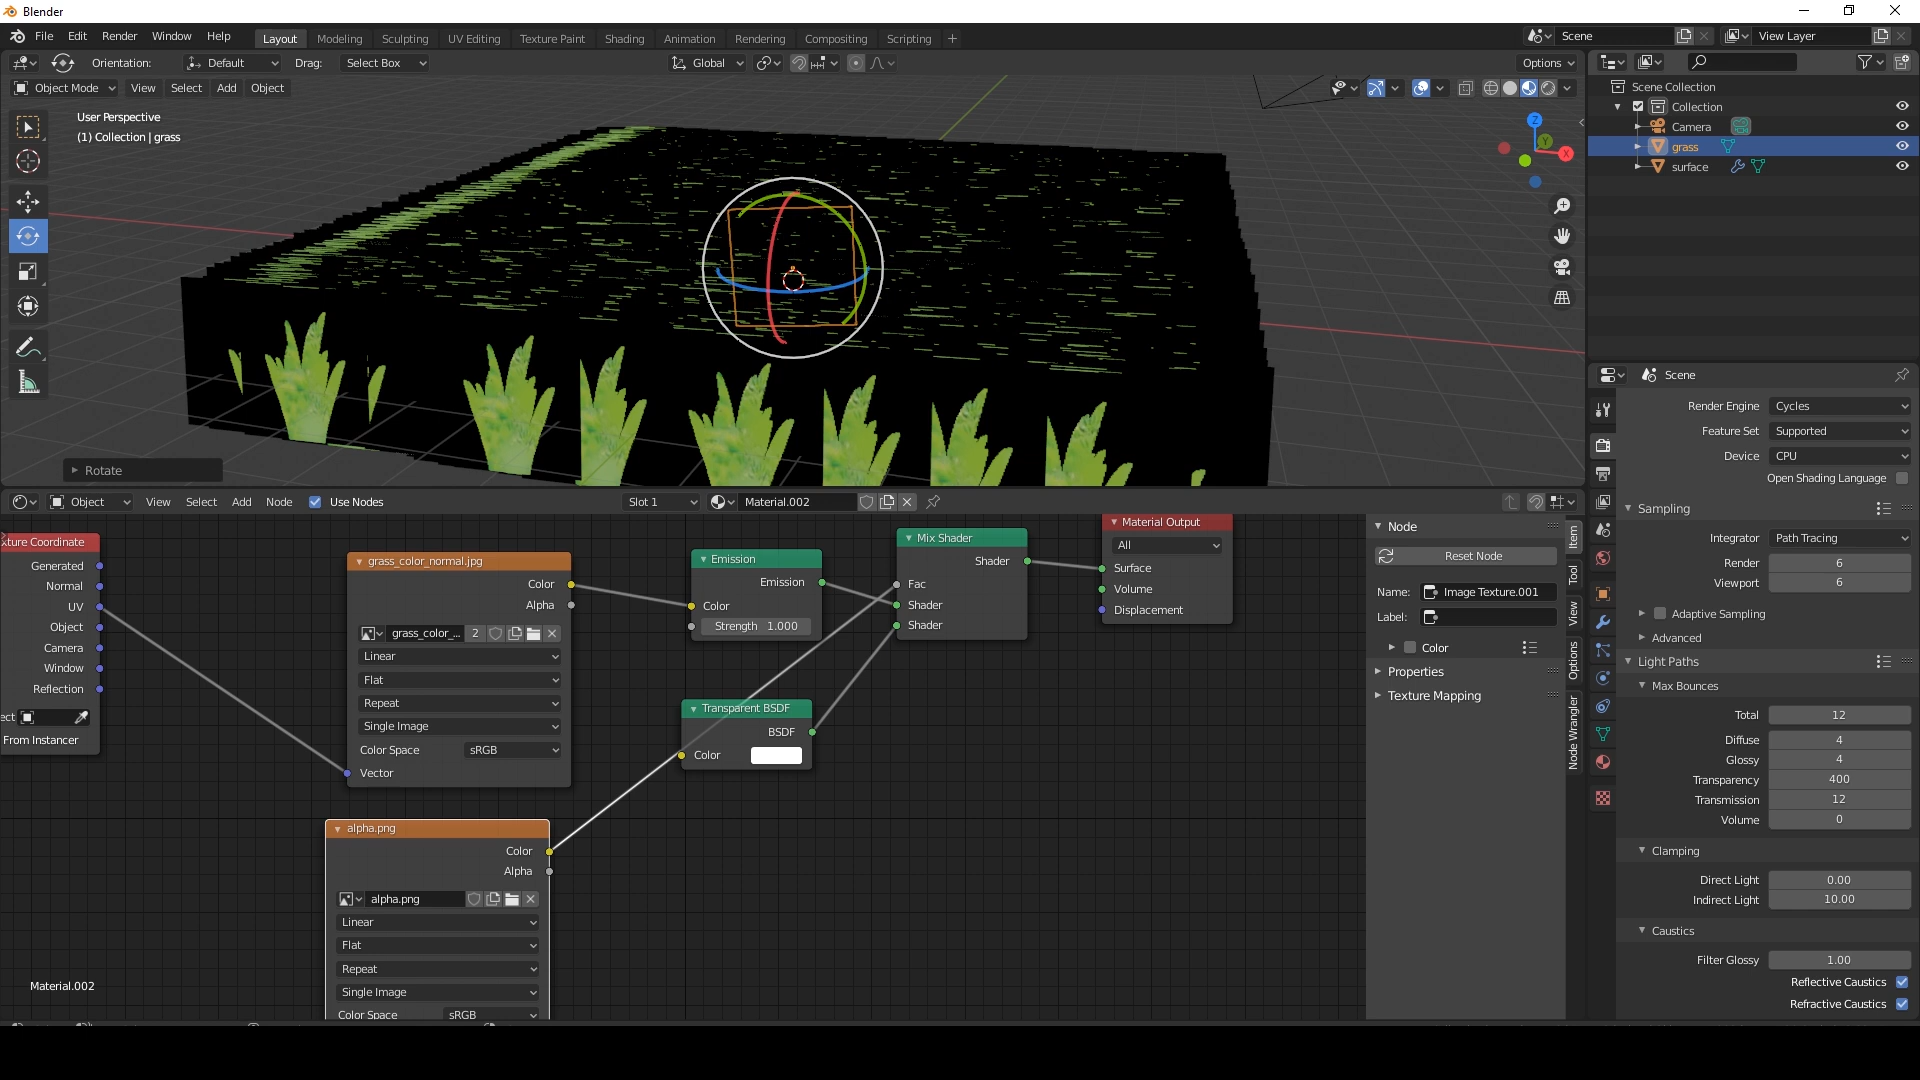 Blender
File Edit Render Window Help
Layout Modeling Sculpting UV Editing Texture Paint Shading Animation Rendering Compositing Scripting +
Scene
View Layer
Orientation: Default Drag: Select Box
Global
Options
Object Mode View Select Add Object
User Perspective
(1) Collection | grass
Z
Y
X
Rotate
Scene Collection
Collection
Camera
grass
surface
Scene
Render Engine Cycles
Feature Set Supported
Device CPU
Open Shading Language
Sampling
Integrator Path Tracing
Render 6
Viewport 6
Adaptive Sampling
Advanced
Light Paths
Max Bounces
Total 12
Diffuse 4
Glossy 4
Transparency 400
Transmission 12
Volume 0
Clamping
Direct Light 0.00
Indirect Light 10.00
Caustics
Filter Glossy 1.00
Reflective Caustics
Refractive Caustics
Object View Select Add Node Use Nodes
Slot 1
Material.002
xture Coordinate
Generated
Normal
UV
Object
Camera
Window
Reflection
ect
From Instancer
grass_color_normal.jpg
Color
Alpha
grass_color_... 2
Linear
Flat
Repeat
Single Image
Color Space sRGB
Vector
alpha.png
Color
Alpha
alpha.png
Linear
Flat
Repeat
Single Image
Color Space sRGB
Emission
Emission
Color
Strength 1.000
Transparent BSDF
BSDF
Color
Mix Shader
Shader
Fac
Shader
Shader
Material Output
All
Surface
Volume
Displacement
Node
Reset Node
Name: Image Texture.001
Label:
Color
Properties
Texture Mapping
Item
Tool
View
Options
Node Wrangler
Material.002